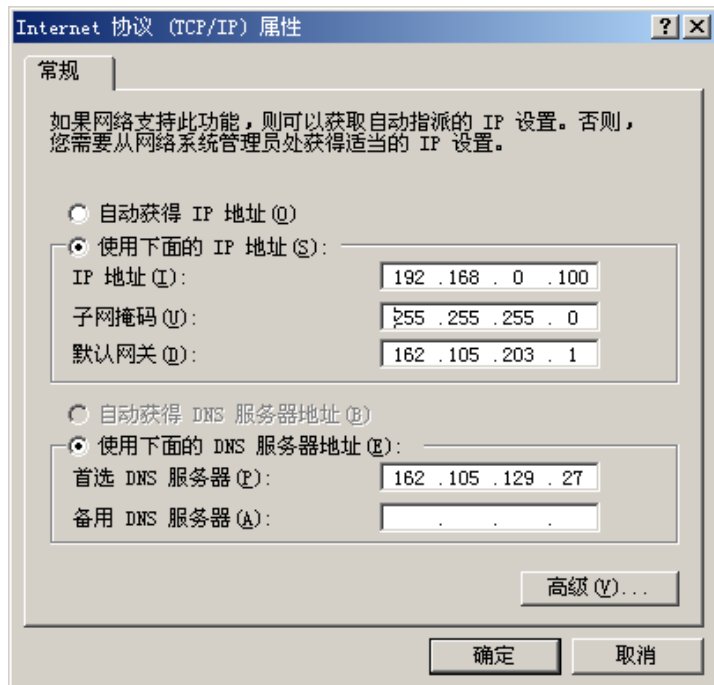 Internet 协议 (TCP/IP) 属性
常规
如果网络支持此功能，则可以获取自动指派的 IP 设置。否则，
您需要从网络系统管理员处获得适当的 IP 设置。
自动获得 IP 地址(O)
使用下面的 IP 地址(S):
IP 地址(I): 192 .168 . 0 .100
子网掩码(U): 255 .255 .255 . 0
默认网关(D): 162 .105 .203 . 1
自动获得 DNS 服务器地址(B)
使用下面的 DNS 服务器地址(E):
首选 DNS 服务器(P): 162 .105 .129 . 27
备用 DNS 服务器(A): . . .
高级(V)...
确定 取消